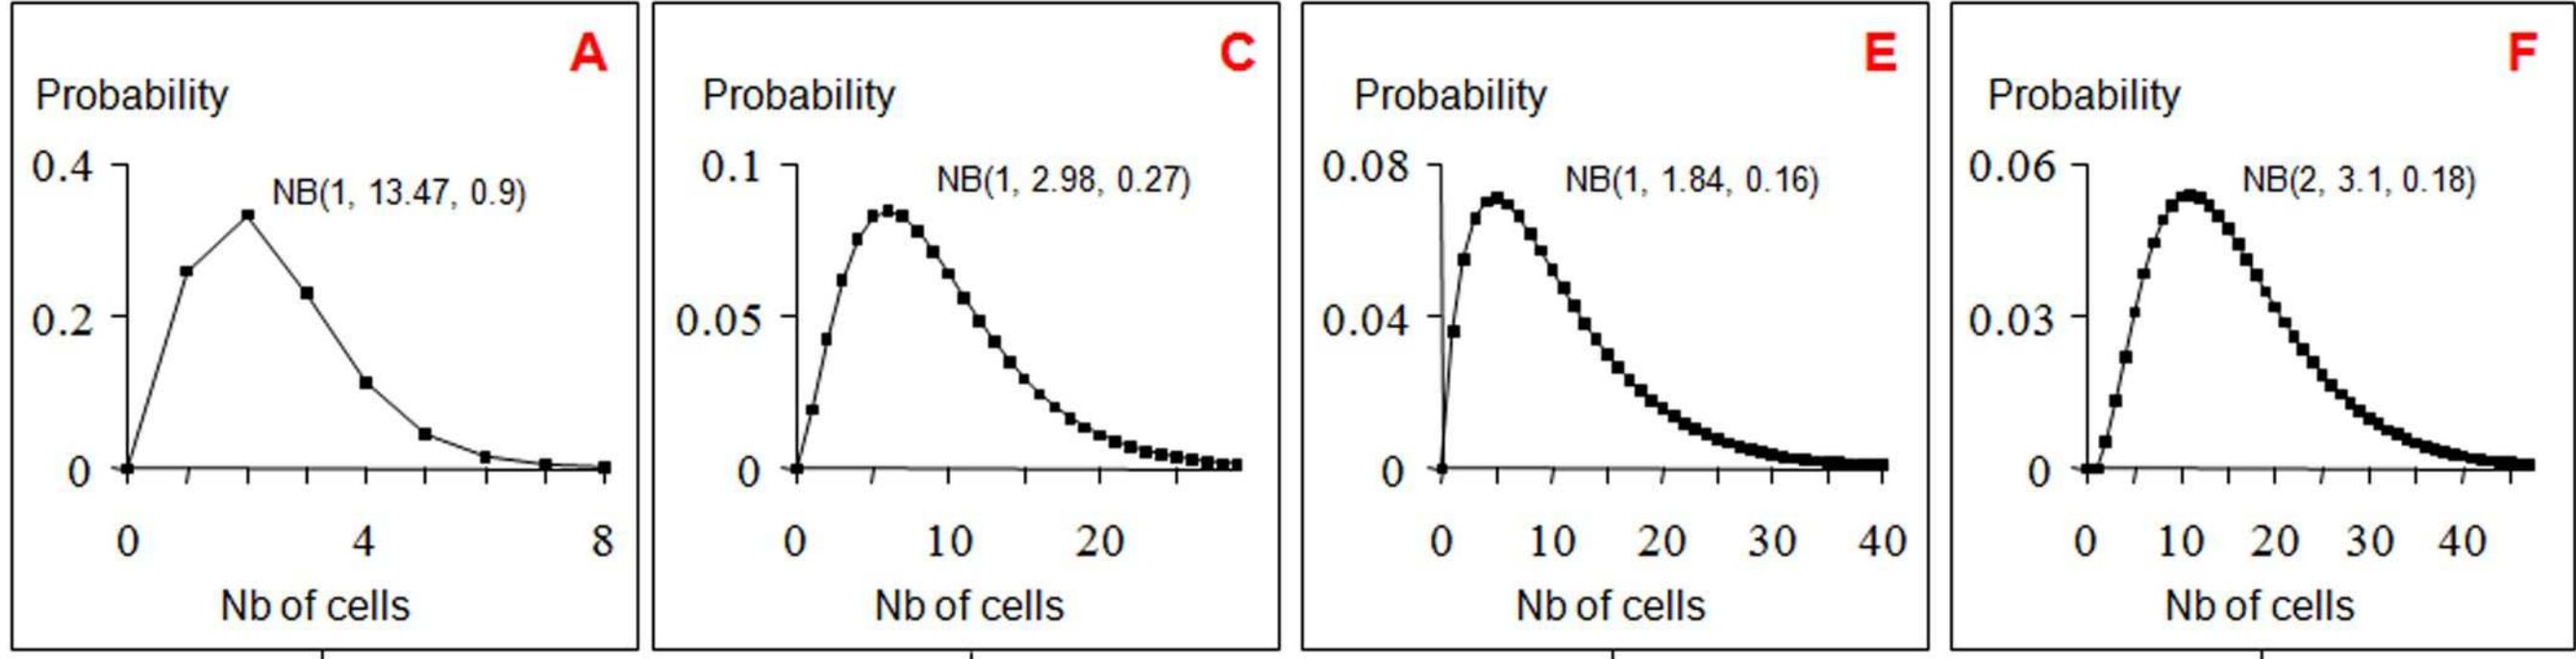 A
Probability
0.4
NB(1, 13.47, 0.9)
0.2
0
0 4 8
Nb of cells
C
Probability
0.1
NB(1, 2.98, 0.27)
0.05
0
0 10 20
Nb of cells
E
Probability
0.08
NB(1, 1.84, 0.16)
0.04
0
0 10 20 30 40
Nb of cells
F
Probability
0.06
NB(2, 3.1, 0.18)
0.03
0
0 10 20 30 40
Nb of cells